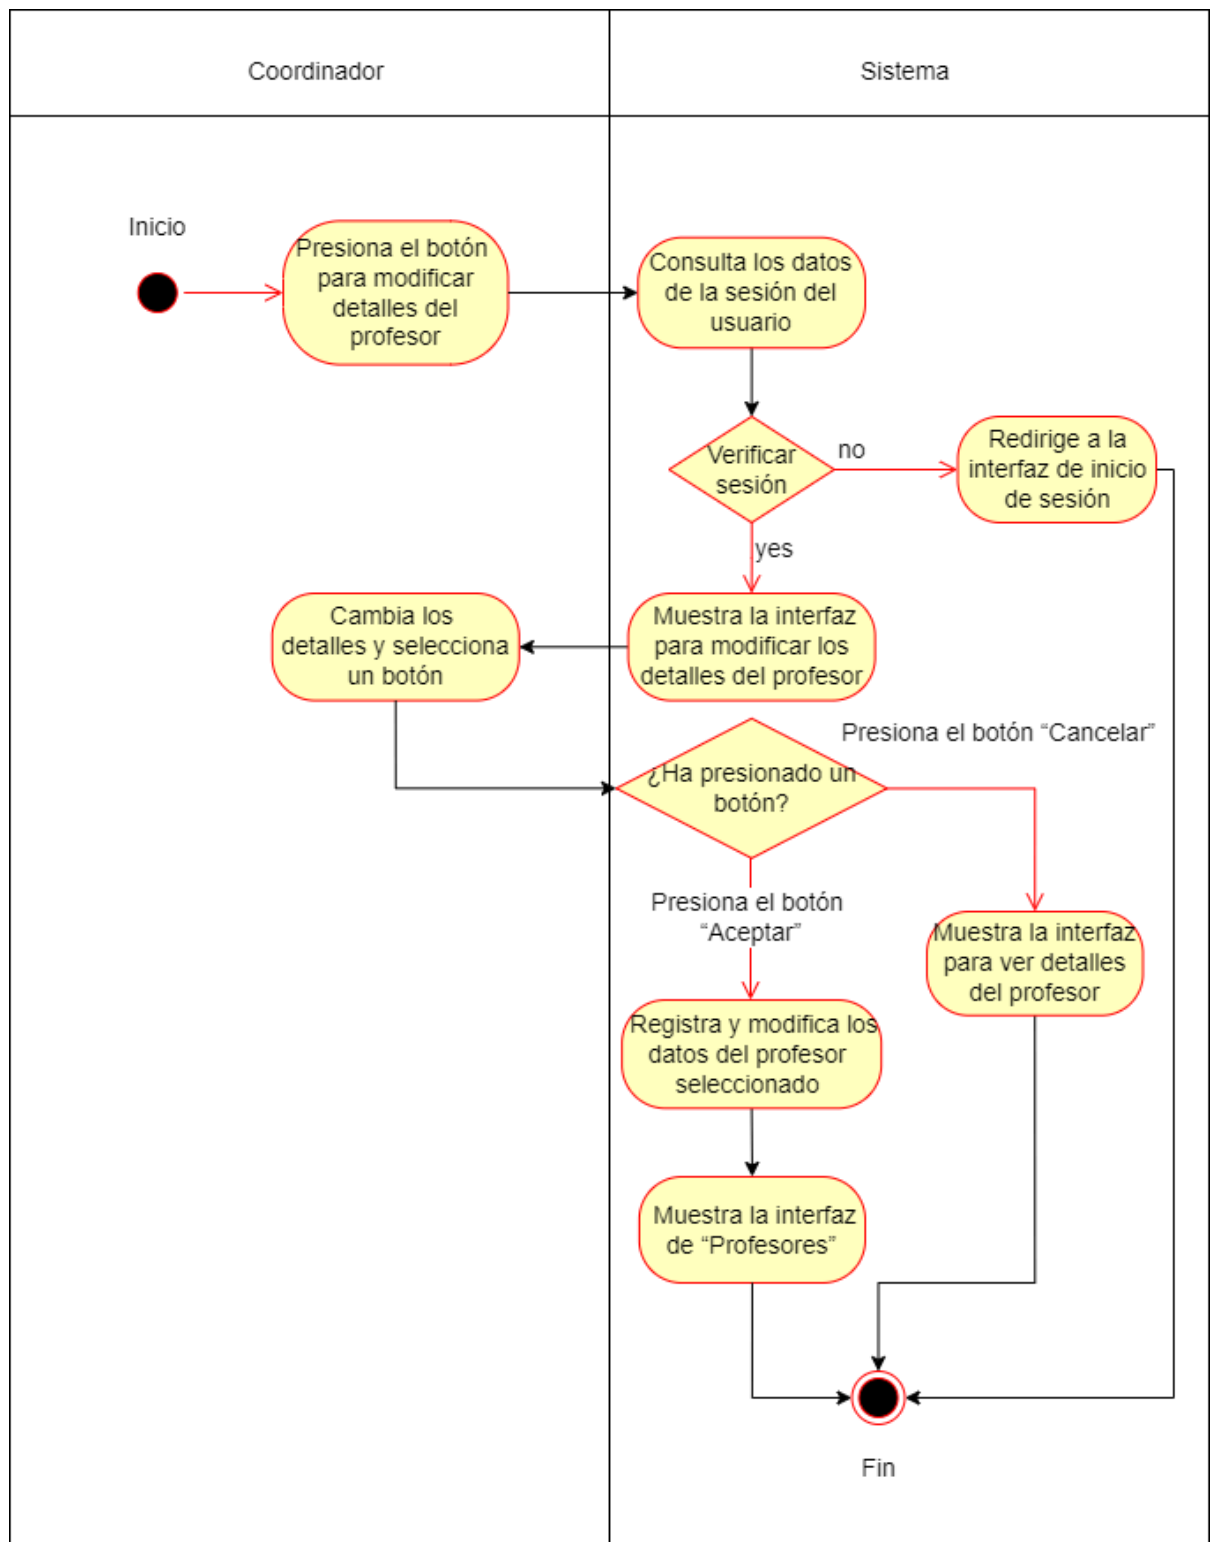 Coordinador
Sistema
Inicio
Presiona el botón
para modificar
detalles del
profesor
Consulta los datos
de la sesión del
usuario
Verificar
sesión
no
Redirige a la
interfaz de inicio
de sesión
yes
Cambia los
detalles y selecciona
un botón
Muestra la interfaz
para modificar los
detalles del profesor
¿Ha presionado un
botón?
Presiona el botón “Cancelar”
Presiona el botón
“Aceptar”
Muestra la interfaz
para ver detalles
del profesor
Registra y modifica los
datos del profesor
seleccionado
Muestra la interfaz
de “Profesores”
Fin